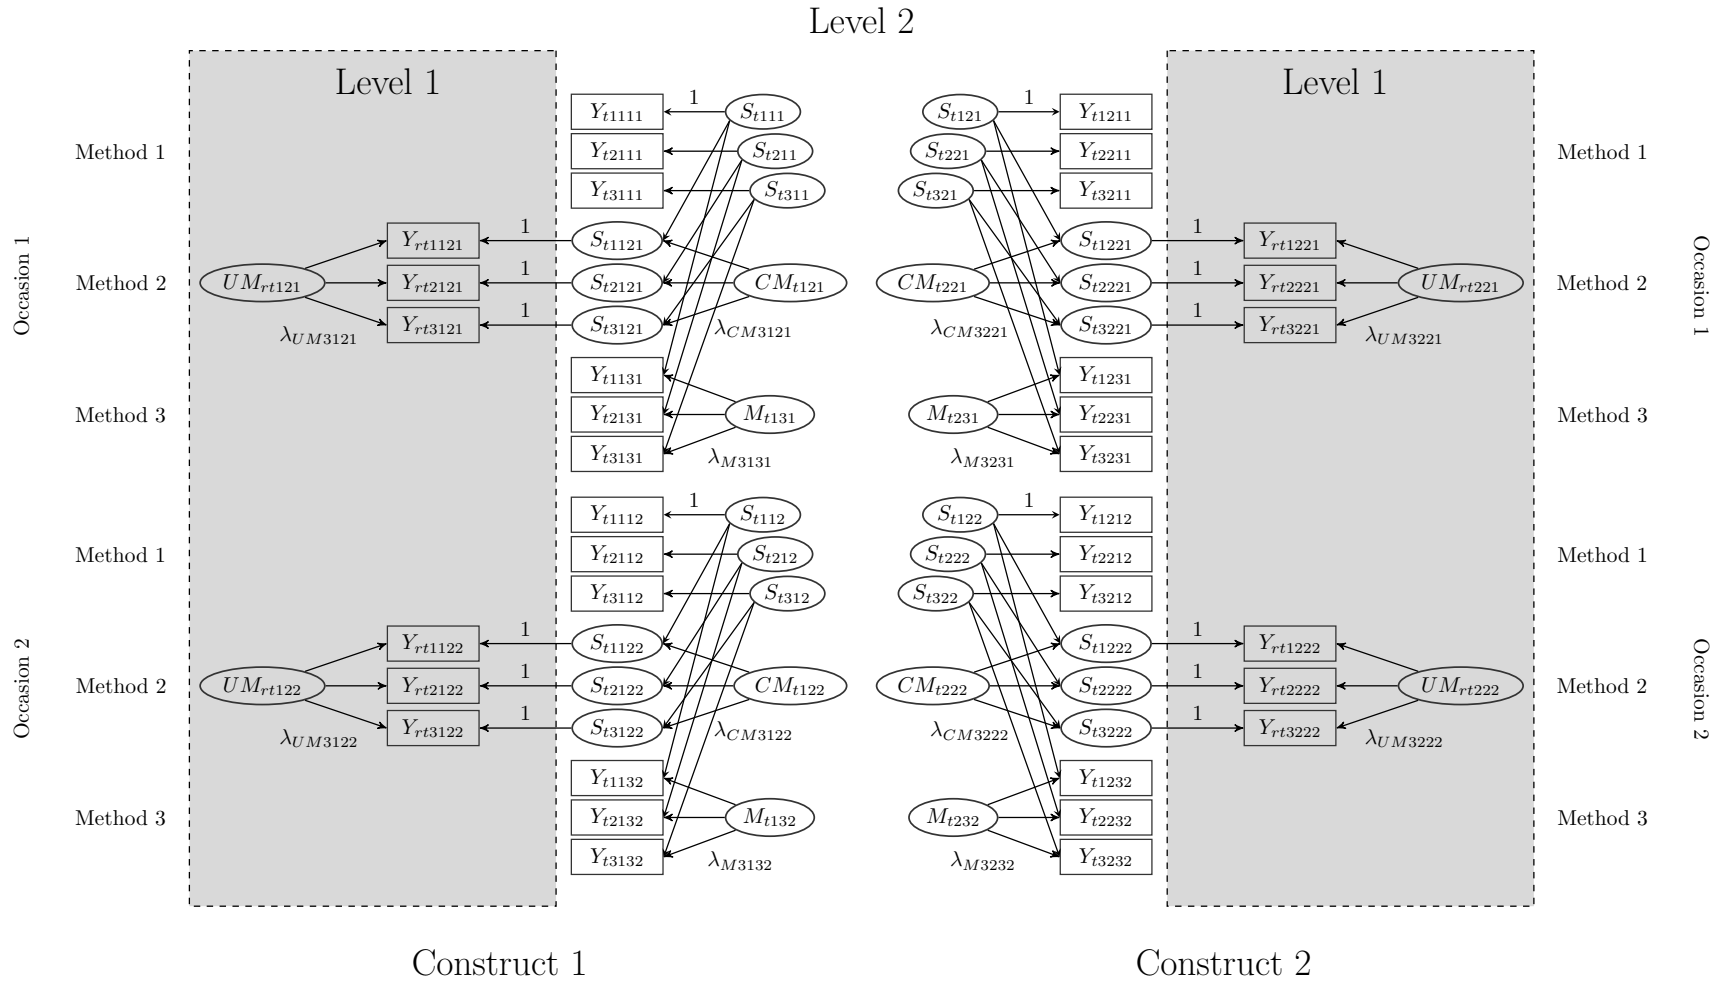 Level 2
Level 1
Level 1
Occasion 1
Method 1
Y_{t1111} 1 S_{t111}
Y_{t2111} S_{t211}
Y_{t3111} S_{t311}
S_{t121} 1 Y_{t1211}
S_{t221} Y_{t2211}
S_{t321} Y_{t3211}
Method 1
Method 2
UM_{rt121}
Y_{rt1121} 1 S_{t1121}
Y_{rt2121} 1 S_{t2121}
Y_{rt3121} 1 S_{t3121}
λ_{UM3121}
CM_{t121}
λ_{CM3121}
CM_{t221}
λ_{CM3221}
S_{t1221} 1 Y_{rt1221}
S_{t2221} 1 Y_{rt2221}
S_{t3221} 1 Y_{rt3221}
UM_{rt221}
λ_{UM3221}
Method 2
Occasion 1
Method 3
Y_{t1131}
Y_{t2131}
Y_{t3131}
M_{t131}
λ_{M3131}
M_{t231}
λ_{M3231}
Y_{t1231}
Y_{t2231}
Y_{t3231}
Method 3
Occasion 2
Method 1
Y_{t1112} 1 S_{t112}
Y_{t2112} S_{t212}
Y_{t3112} S_{t312}
S_{t122} 1 Y_{t1212}
S_{t222} Y_{t2212}
S_{t322} Y_{t3212}
Method 1
Method 2
UM_{rt122}
Y_{rt1122} 1 S_{t1122}
Y_{rt2122} 1 S_{t2122}
Y_{rt3122} 1 S_{t3122}
λ_{UM3122}
CM_{t122}
λ_{CM3122}
CM_{t222}
λ_{CM3222}
S_{t1222} 1 Y_{rt1222}
S_{t2222} 1 Y_{rt2222}
S_{t3222} 1 Y_{rt3222}
UM_{rt222}
λ_{UM3222}
Method 2
Occasion 2
Method 3
Y_{t1132}
Y_{t2132}
Y_{t3132}
M_{t132}
λ_{M3132}
M_{t232}
λ_{M3232}
Y_{t1232}
Y_{t2232}
Y_{t3232}
Method 3
Construct 1
Construct 2